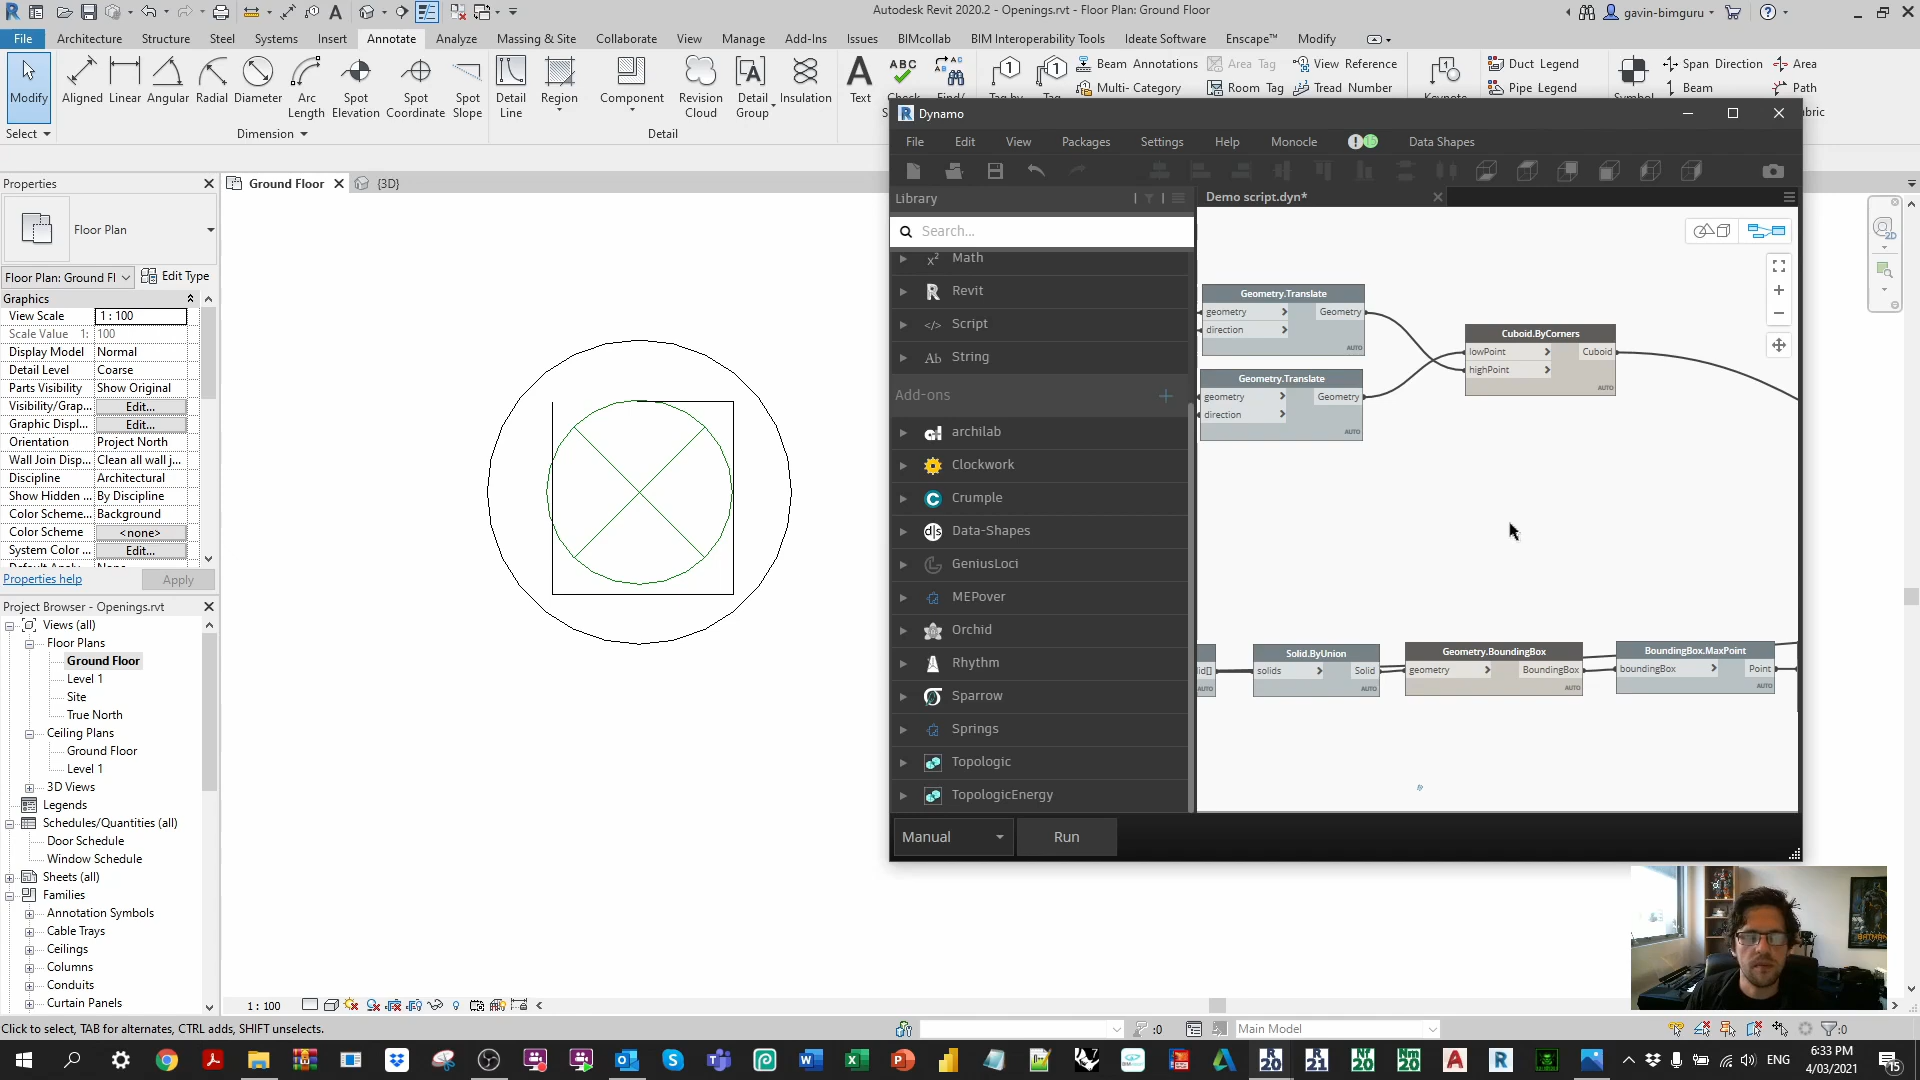 Autodesk Revit 2020.2 - Openings.rvt - Floor Plan: Ground Floor
gavin-bimguru
File Architecture Structure Steel Systems Insert Annotate Analyze Massing & Site Collaborate View Manage Add-Ins Issues BIMcollab BIM Interoperability Tools Ideate Software Enscape™ Modify
Modify Aligned Linear Angular Radial Diameter Arc Length Spot Elevation Spot Coordinate Spot Slope Detail Line Region Component Revision Cloud Detail Group Insulation Text
Beam Annotations Area Tag View Reference Duct Legend Span Direction Area
Multi- Category Room Tag Tread Number Pipe Legend Beam Path
Select Dimension Detail
Dynamo
File Edit View Packages Settings Help Monocle Data Shapes
Properties
Ground Floor
{3D}
Library
Demo script.dyn*
Search...
Floor Plan
Floor Plan: Ground Fl Edit Type
Graphics
View Scale 1 : 100
Scale Value 1: 100
Display Model Normal
Detail Level Coarse
Parts Visibility Show Original
Visibility/Grap... Edit...
Graphic Displ... Edit...
Orientation Project North
Wall Join Disp... Clean all wall j...
Discipline Architectural
Show Hidden ... By Discipline
Color Scheme... Background
Color Scheme <none>
System Color ... Edit...
Properties help Apply
Project Browser - Openings.rvt
Views (all)
Floor Plans
Ground Floor
Level 1
Site
True North
Ceiling Plans
Ground Floor
Level 1
3D Views
Legends
Schedules/Quantities (all)
Door Schedule
Window Schedule
Sheets (all)
Families
Annotation Symbols
Cable Trays
Ceilings
Columns
Conduits
Curtain Panels
Math
Revit
Script
String
Add-ons
archilab
Clockwork
Crumple
Data-Shapes
GeniusLoci
MEPover
Orchid
Rhythm
Sparrow
Springs
Topologic
TopologicEnergy
Manual Run
Geometry.Translate
geometry Geometry
direction
AUTO
Geometry.Translate
geometry Geometry
direction
AUTO
Cuboid.ByCorners
lowPoint Cuboid
highPoint
AUTO
Solid.ByUnion
solids Solid
AUTO
Geometry.BoundingBox
geometry BoundingBox
AUTO
BoundingBox.MaxPoint
boundingBox Point
AUTO
1 : 100
Click to select, TAB for alternates, CTRL adds, SHIFT unselects.
:0
Main Model
:0
ENG
6:33 PM
4/03/2021
15